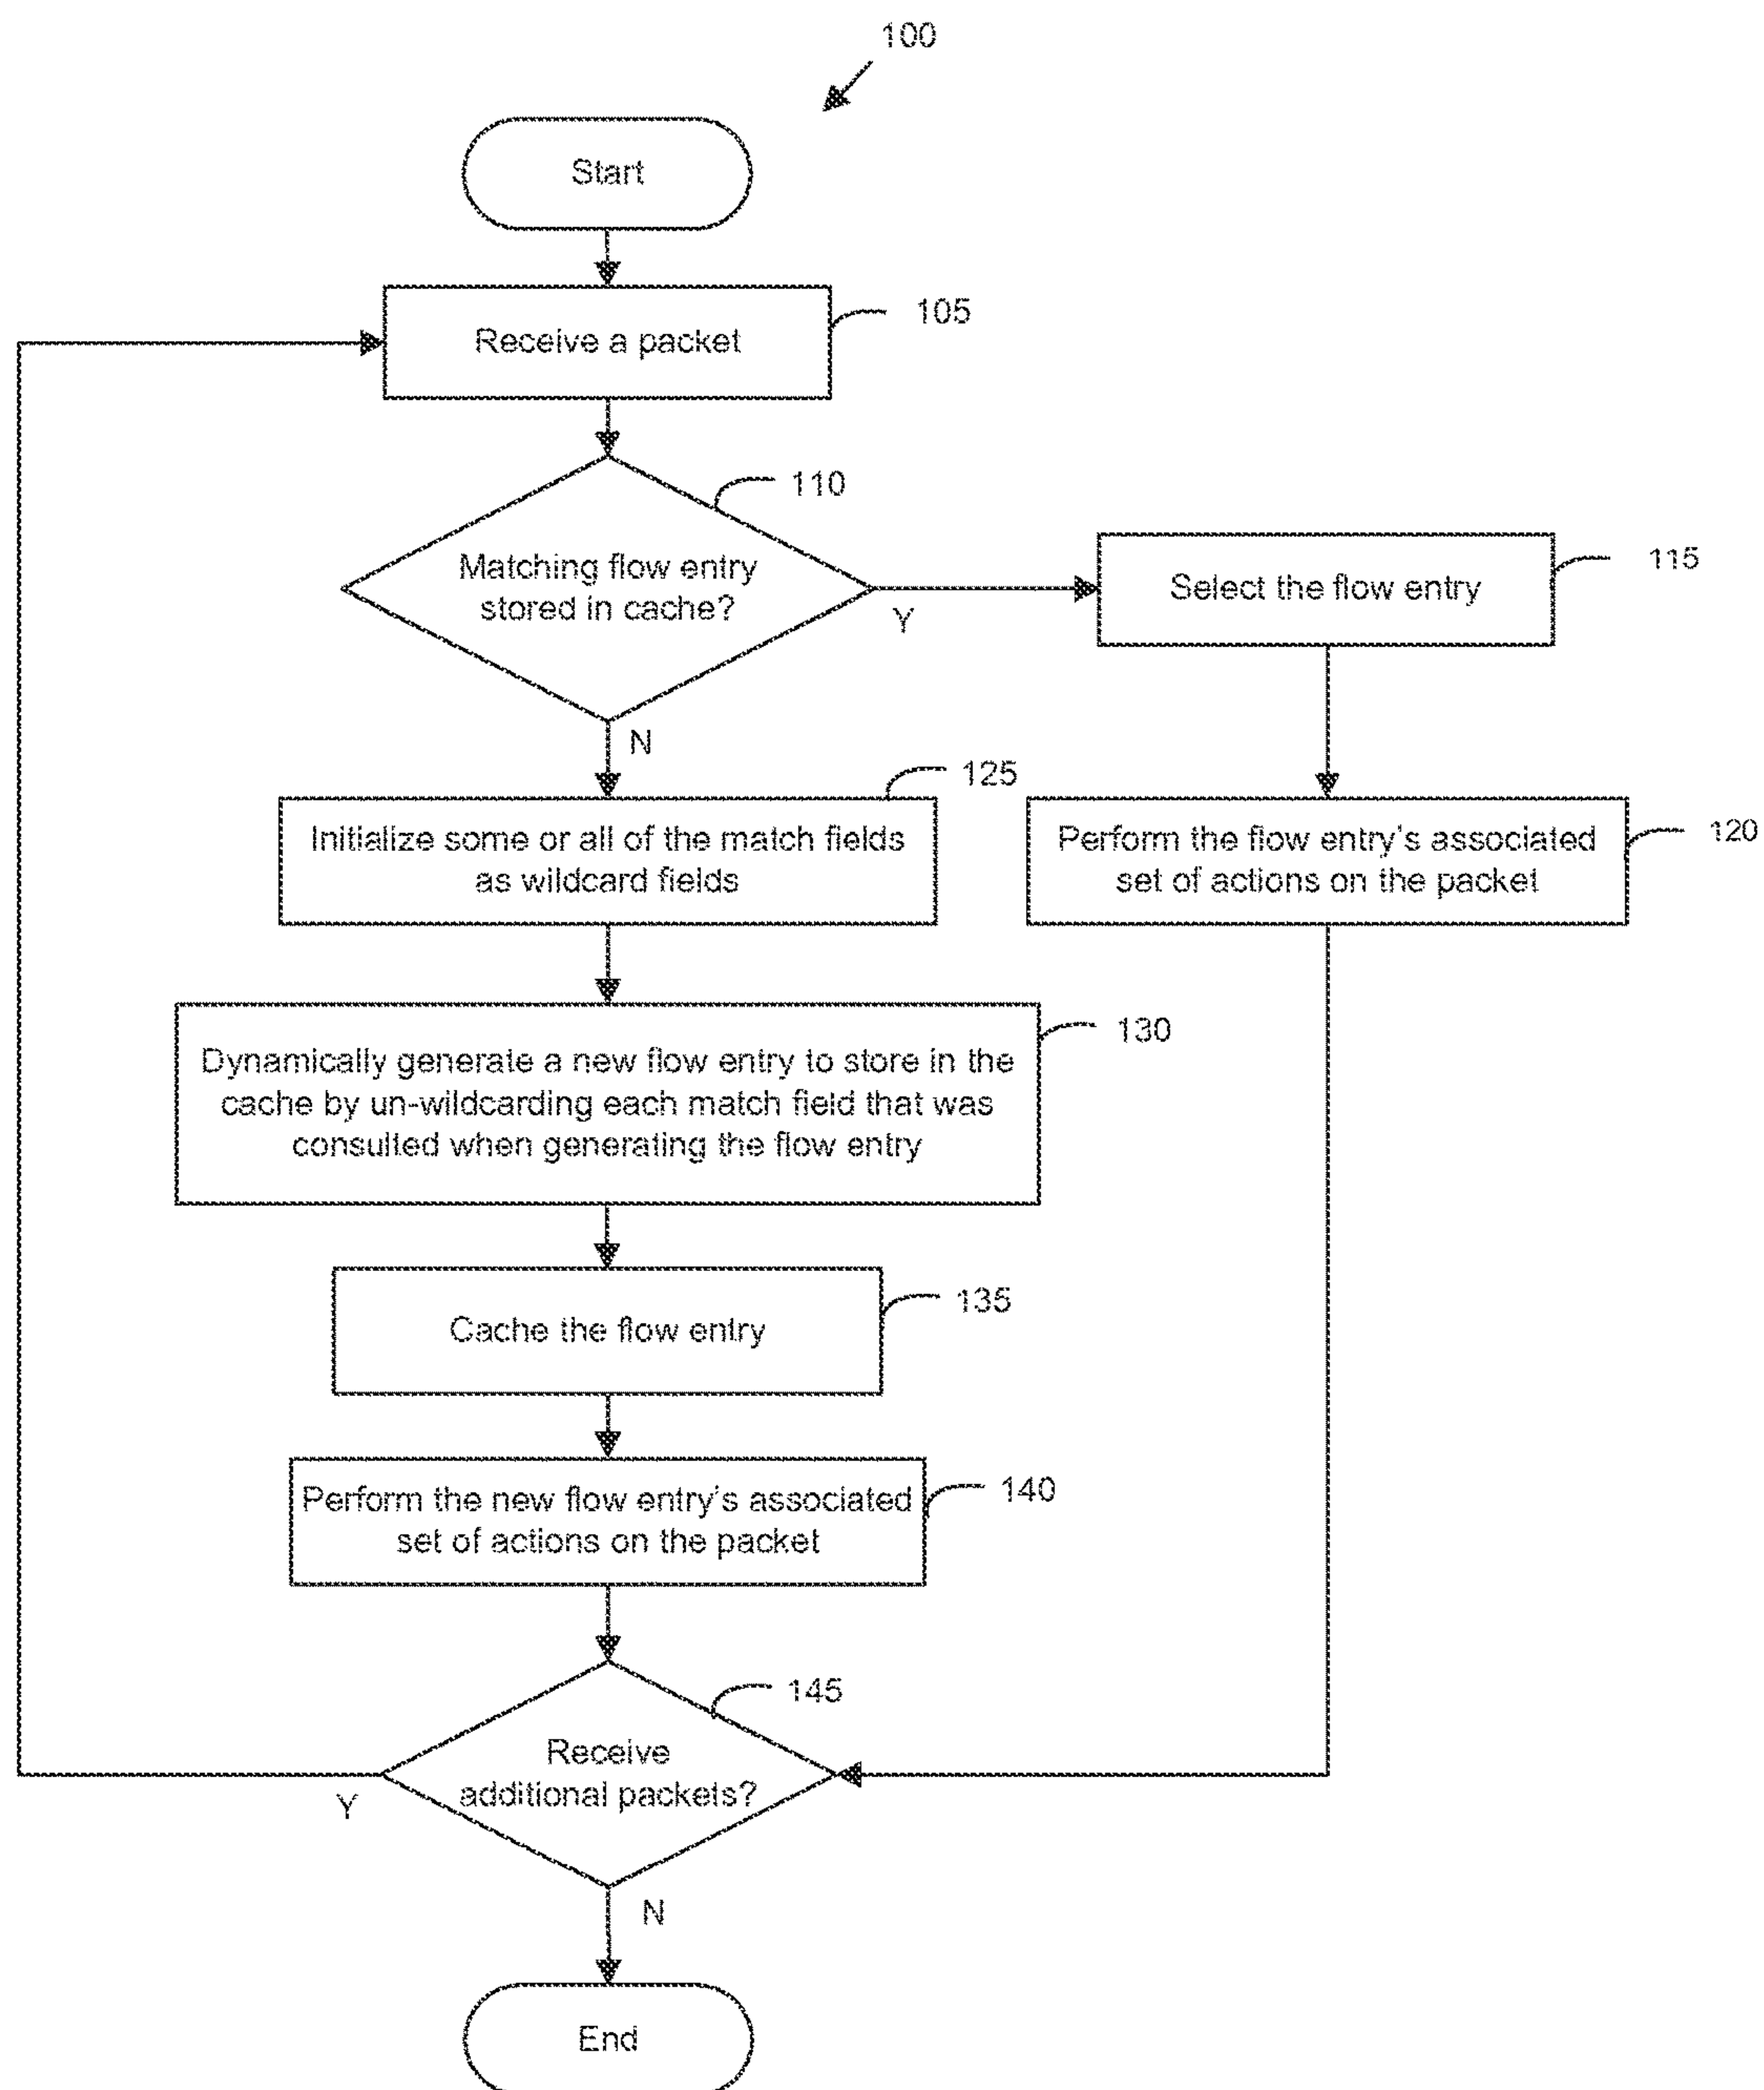 100
Start
Receive a packet
105
110
Matching flow entry
stored in cache?
Y
N
Select the flow entry
115
125
Initialize some or all of the match fields
as wildcard fields
Perform the flow entry's associated
set of actions on the packet
120
130
Dynamically generate a new flow entry to store in the
cache by un-wildcarding each match field that was
consulted when generating the flow entry
135
Cache the flow entry
140
Perform the new flow entry's associated
set of actions on the packet
145
Receive
additional packets?
Y
N
End